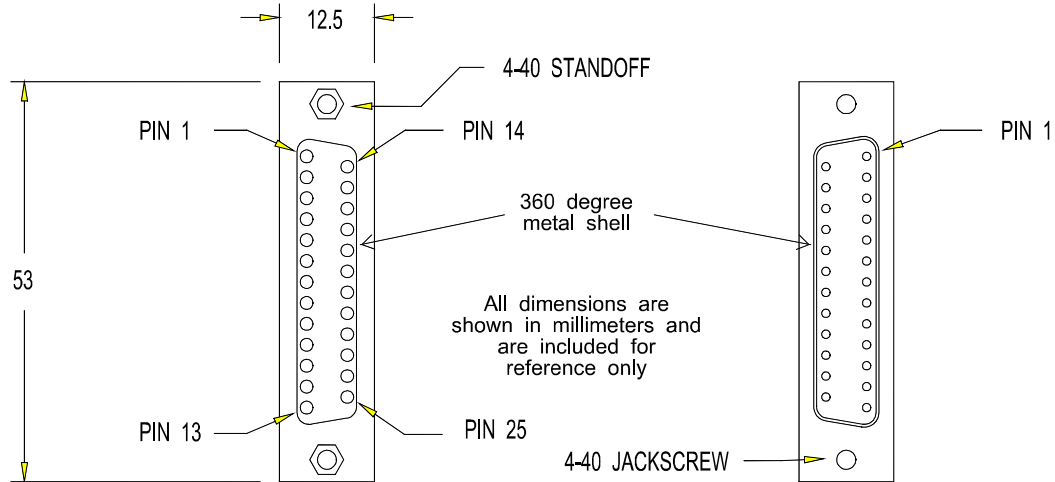 12.5
4-40 STANDOFF
PIN 1
PIN 14
PIN 1
360 degree
metal shell
53
All dimensions are
shown in millimeters and
are included for
reference only
PIN 13
PIN 25
4-40 JACKSCREW